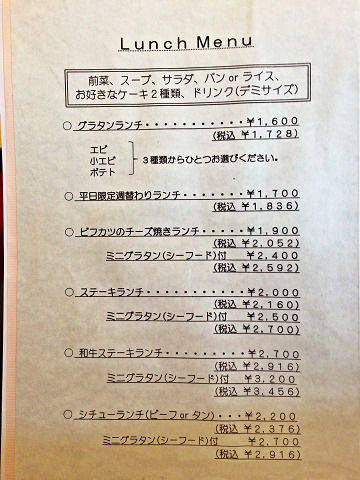 Lunch Menu
前菜、スープ、サラダ、パン or ライス、
お好きなケーキ２種類、ドリンク(デミサイズ)
○ グラタンランチ・・・・・・・・・・・￥１,６００
(税込 ￥１,７２８)
エビ
小エビ
ポテト
３種類からひとつお選びください。
○ 平日限定週替わりランチ・・・・・・・￥１,７００
(税込 ￥１,８３６)
○ ビフカツのチーズ焼きランチ・・・・・￥１,９００
(税込 ￥２,０５２)
ミニグラタン(シーフード)付 ￥２,４００
(税込 ￥２,５９２)
○ ステーキランチ・・・・・・・・・・・￥２,０００
(税込 ￥２,１６０)
ミニグラタン(シーフード)付 ￥２,５００
(税込 ￥２,７００)
○ 和牛ステーキランチ・・・・・・・・・￥２,７００
(税込 ￥２,９１６)
ミニグラタン(シーフード)付 ￥３,２００
(税込 ￥３,４５６)
○ シチューランチ(ビーフ or タン)・・・￥２,２００
(税込 ￥２,３７６)
ミニグラタン(シーフード)付 ￥２,７００
(税込 ￥２,９１６)